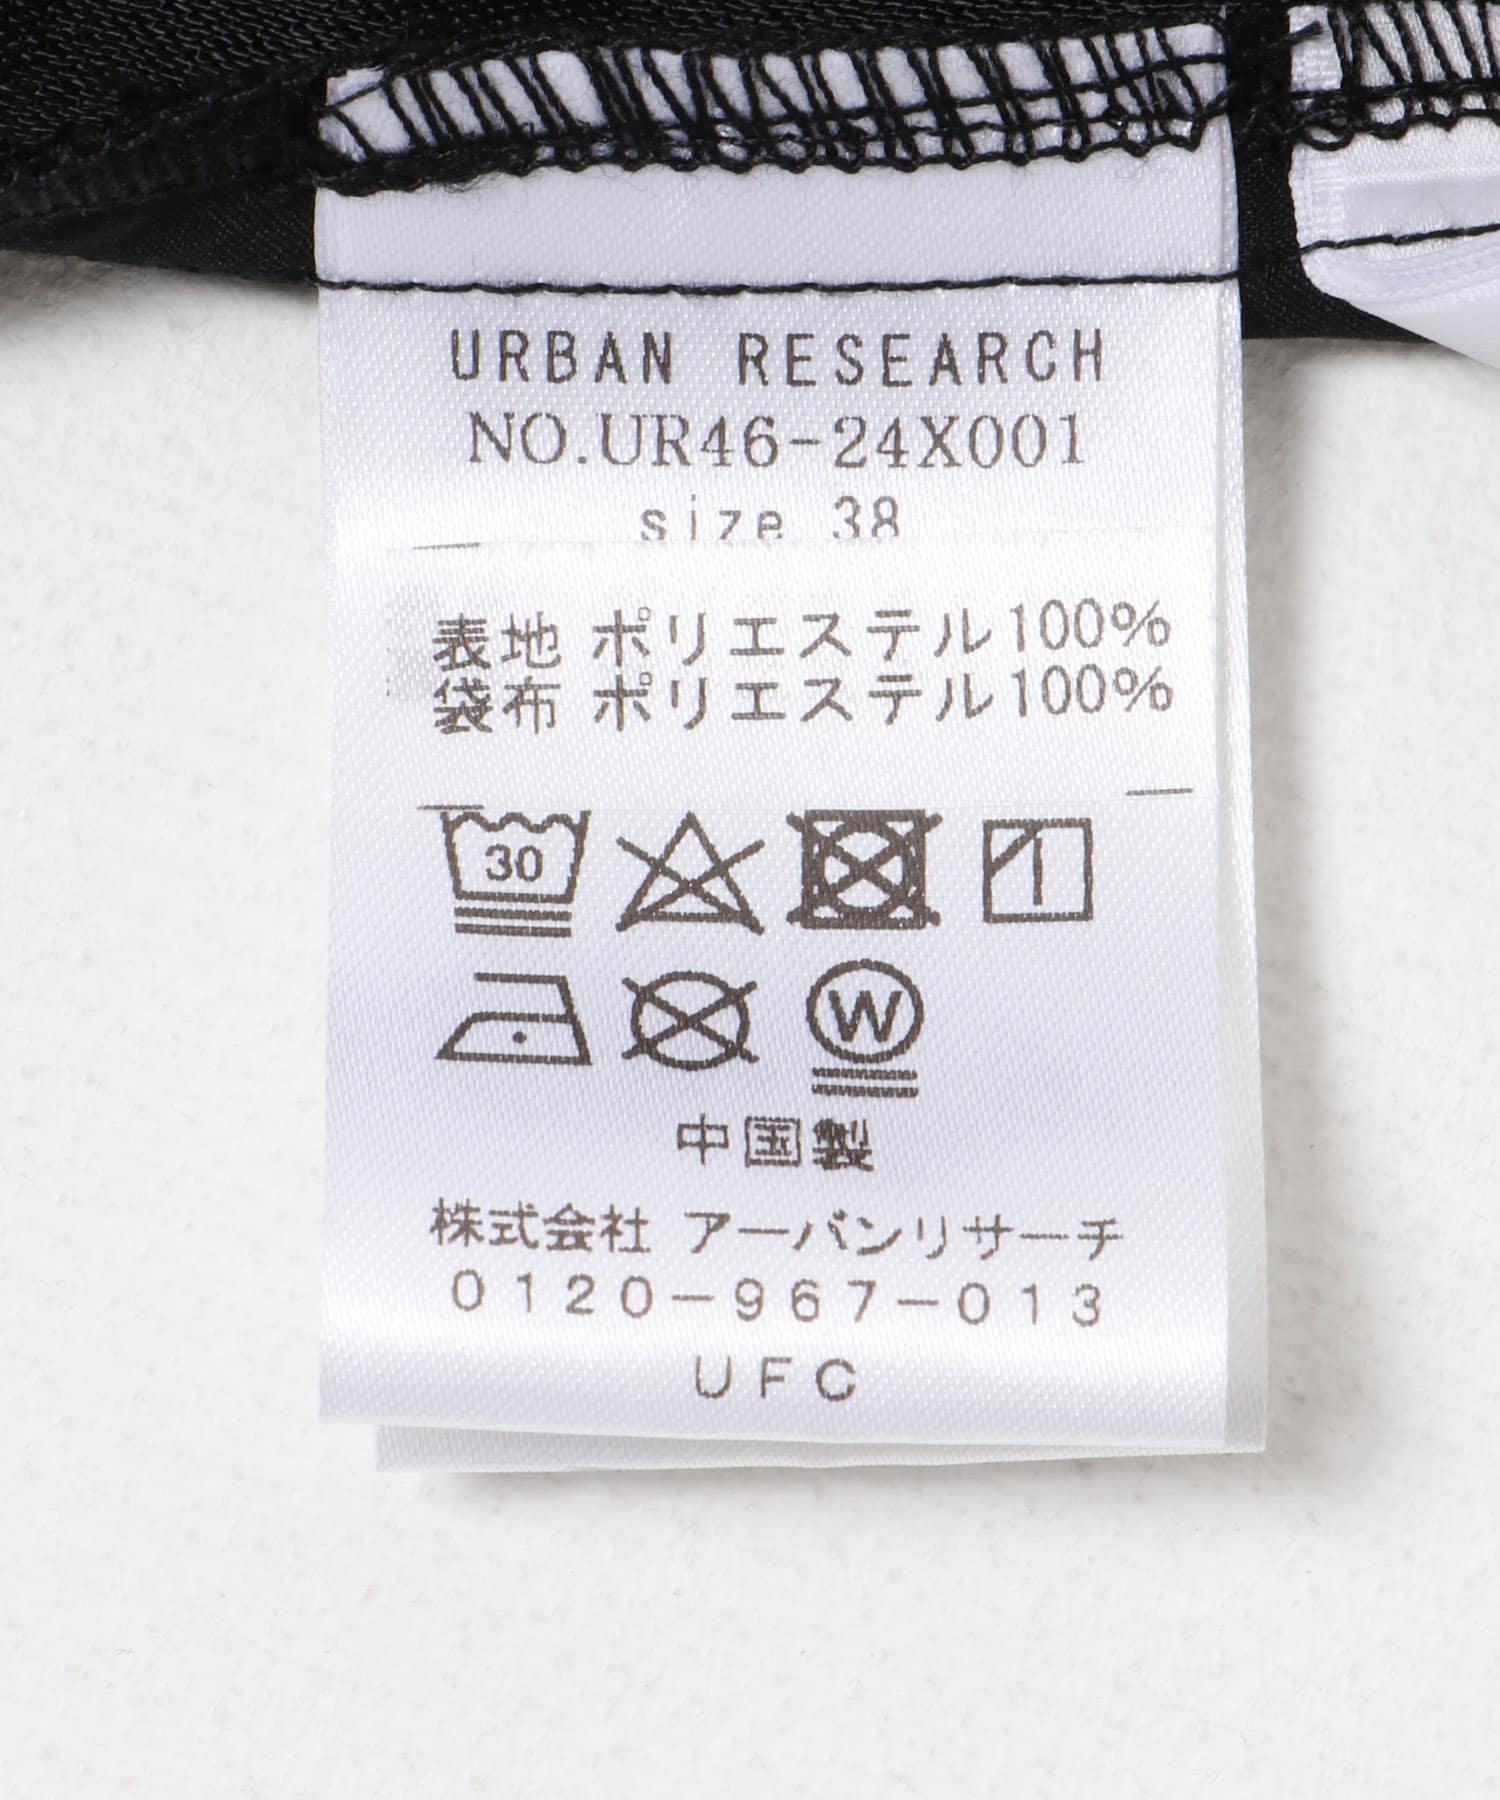 URBAN RESEARCH
NO.UR46-24X001
size 38
表地 ポリエステル100%
袋布 ポリエステル100%
30
W
中国製
株式会社 アーバンリサーチ
0120-967-013
UFC